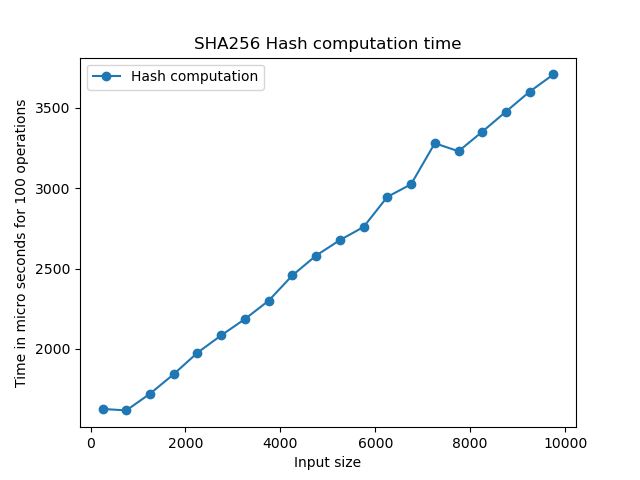 SHA256 Hash computation time
Hash computation
Time in micro seconds for 100 operations
3500
3000
2500
2000
0
2000
4000
6000
8000
10000
Input size